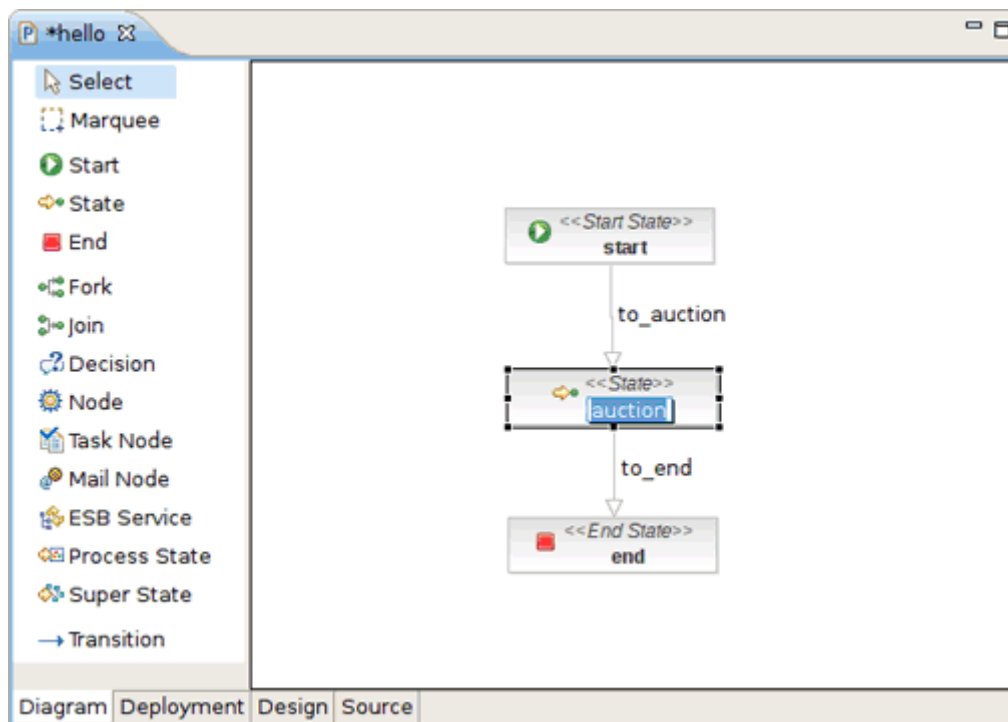 *hello
Select
Marquee
Start
State
End
Fork
Join
Decision
Node
Task Node
Mail Node
ESB Service
Process State
Super State
Transition
<<Start State>>
start
to_auction
<<State>>
auction
to_end
<<End State>>
end
Diagram Deployment Design Source